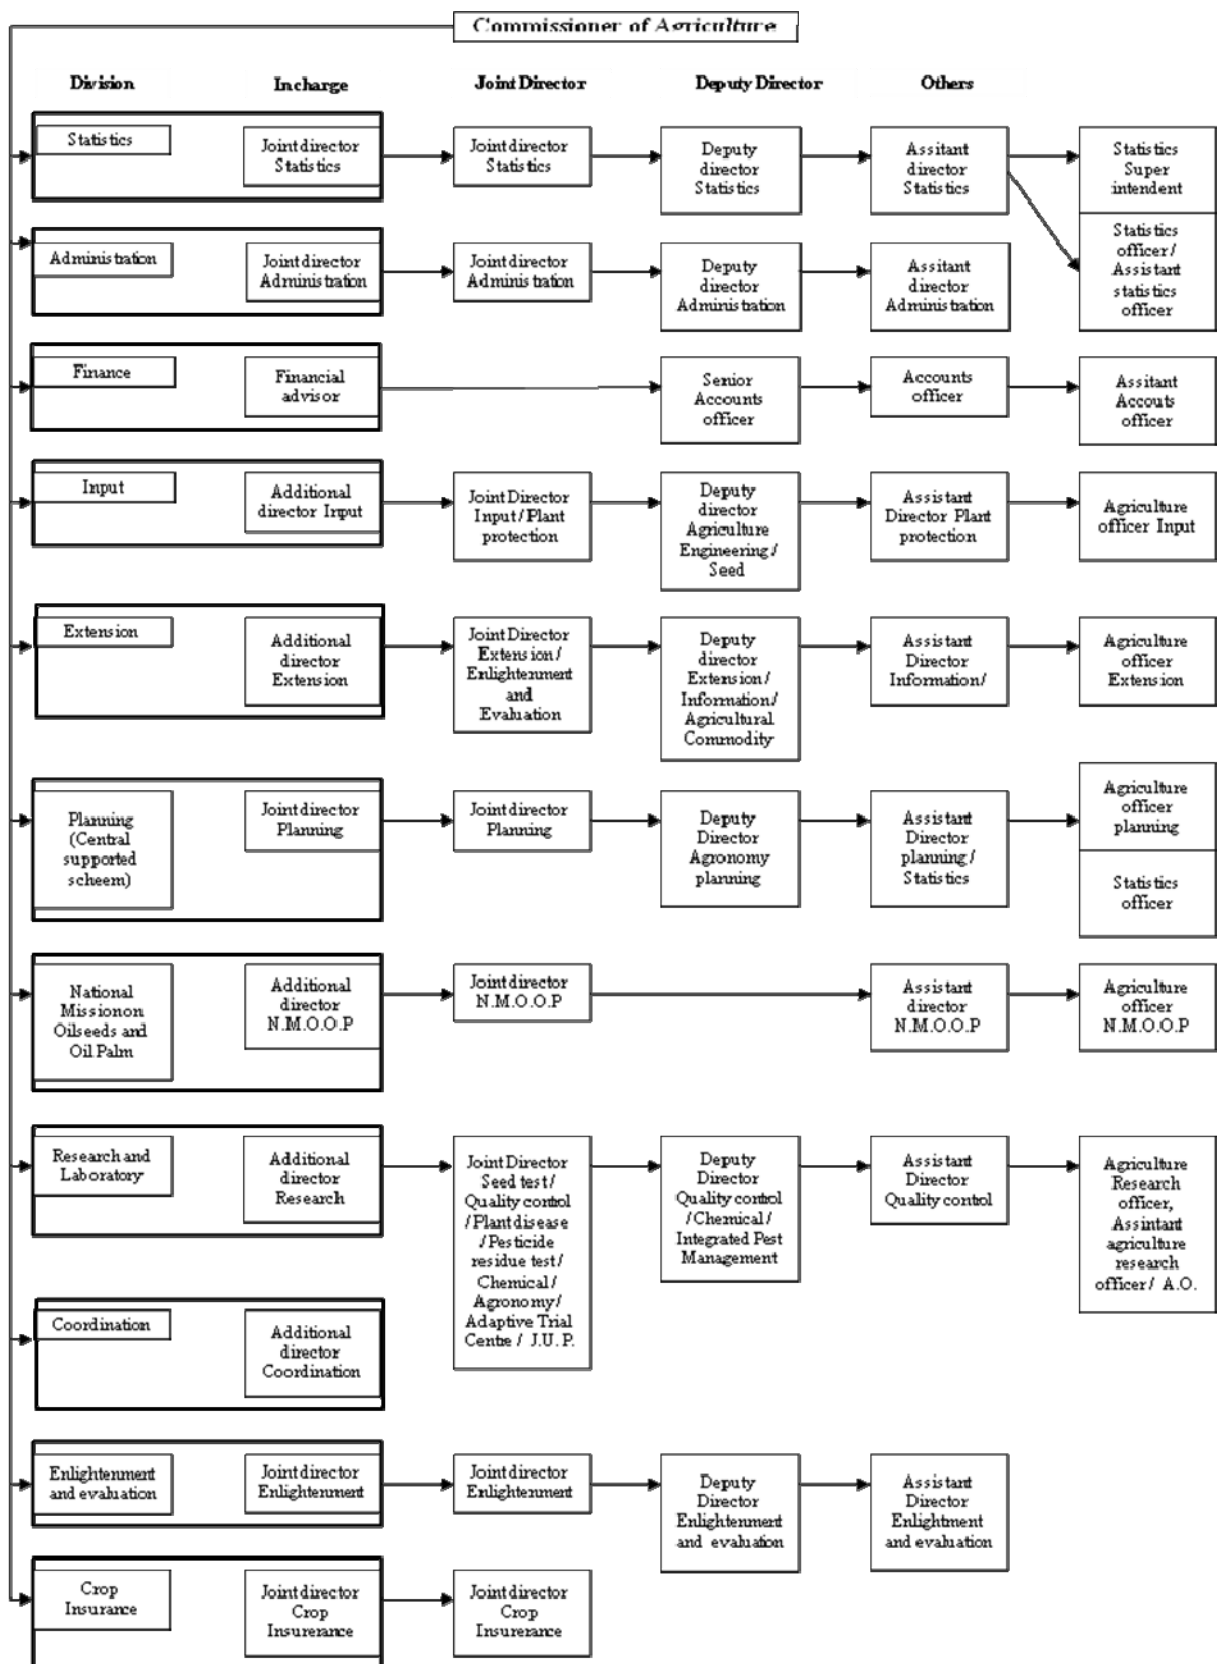 Commissioner of Agriculture
Division
Incharge
Joint Director
Deputy Director
Others
Statistics
Joint director
Statistics
Joint director
Statistics
Deputy
director
Statistics
Assitant
director
Statistics
Statistics
Super
intendent
Statistics
officer /
Assistant
statistics
officer
Administration
Joint director
Administration
Joint director
Administration
Deputy
director
Administration
Assitant
director
Administration
Finance
Financial
advisor
Senior
Accounts
officer
Accounts
officer
Assitant
Accouts
officer
Input
Additional
director Input
Joint Director
Input / Plant
protection
Deputy
director
Agriculture
Engineering /
Seed
Assistant
Director Plant
protection
Agriculture
officer Input
Extension
Additional
director
Extension
Joint Director
Extension /
Enlightenment
and
Evaluation
Deputy
director
Extension /
Information /
Agricultural
Commodity
Assistant
Director
Information /
Agriculture
officer
Extension
Planning
(Central
supported
scheem)
Joint director
Planning
Joint director
Planning
Deputy
Director
Agronomy
planning
Assistant
Director
planning /
Statistics
Agriculture
officer
planning
Statistics
officer
National
Missionon
Oilseeds and
Oil Palm
Additional
director
N.M.O.O.P
Joint director
N.M.O.O.P
Assistant
director
N.M.O.O.P
Agriculture
officer
N.M.O.O.P
Research and
Laboratory
Additional
director
Research
Joint Director
Seed test /
Quality control
/ Plant disease
/ Pesticide
residue test /
Chemical /
Agronomy /
Adaptive Trial
Centre / J.U.P.
Deputy
Director
Quality control
/ Chemical /
Integrated Pest
Management
Assistant
Director
Quality control
Agriculture
Research
officer,
Assintant
agriculture
research
officer / A.O.
Coordination
Additional
director
Coordination
Enlightenment
and evaluation
Joint director
Enlightenment
Joint director
Enlightenment
Deputy
Director
Enlightenment
and evaluation
Assistant
Director
Enlightment
and evaluation
Crop
Insurance
Joint director
Crop
Insurerance
Joint director
Crop
Insurerance